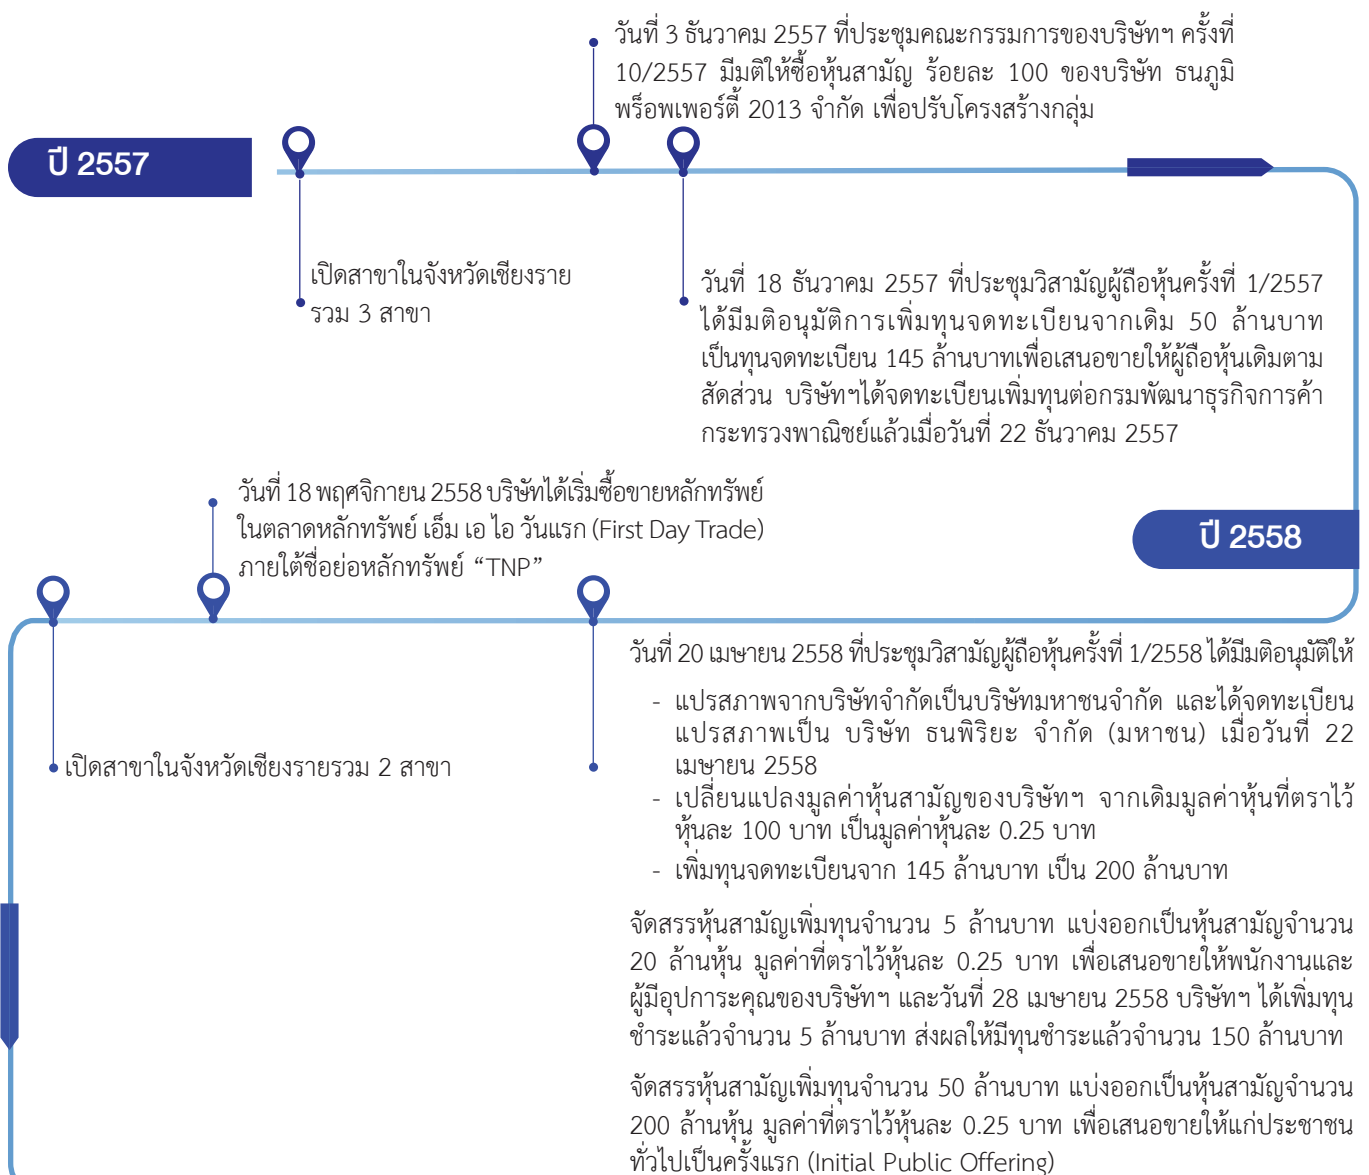 วันที่ 3 ธันวาคม 2557 ที่ประชุมคณะกรรมการของบริษัทฯ ครั้งที่
10/2557 มีมติให้ซื้อหุ้นสามัญ ร้อยละ 100 ของบริษัท ธนภูมิ
พร็อพเพอร์ตี้ 2013 จำกัด เพื่อปรับโครงสร้างกลุ่ม
ปี 2557
เปิดสาขาในจังหวัดเชียงราย
รวม 3 สาขา
วันที่ 18 ธันวาคม 2557 ที่ประชุมวิสามัญผู้ถือหุ้นครั้งที่ 1/2557
ได้มีมติอนุมัติการเพิ่มทุนจดทะเบียนจากเดิม 50 ล้านบาท
เป็นทุนจดทะเบียน 145 ล้านบาทเพื่อเสนอขายให้ผู้ถือหุ้นเดิมตาม
สัดส่วน บริษัทฯได้จดทะเบียนเพิ่มทุนต่อกรมพัฒนาธุรกิจการค้า
กระทรวงพาณิชย์แล้วเมื่อวันที่ 22 ธันวาคม 2557
ปี 2558
วันที่ 18 พฤศจิกายน 2558 บริษัทได้เริ่มซื้อขายหลักทรัพย์
ในตลาดหลักทรัพย์ เอ็ม เอ ไอ วันแรก (First Day Trade)
ภายใต้ชื่อย่อหลักทรัพย์ “TNP”
เปิดสาขาในจังหวัดเชียงรายรวม 2 สาขา
วันที่ 20 เมษายน 2558 ที่ประชุมวิสามัญผู้ถือหุ้นครั้งที่ 1/2558 ได้มีมติอนุมัติให้
- แปรสภาพจากบริษัทจำกัดเป็นบริษัทมหาชนจำกัด และได้จดทะเบียน
แปรสภาพเป็น บริษัท ธนพิริยะ จำกัด (มหาชน) เมื่อวันที่ 22
เมษายน 2558
- เปลี่ยนแปลงมูลค่าหุ้นสามัญของบริษัทฯ จากเดิมมูลค่าหุ้นที่ตราไว้
หุ้นละ 100 บาท เป็นมูลค่าหุ้นละ 0.25 บาท
- เพิ่มทุนจดทะเบียนจาก 145 ล้านบาท เป็น 200 ล้านบาท
จัดสรรหุ้นสามัญเพิ่มทุนจำนวน 5 ล้านบาท แบ่งออกเป็นหุ้นสามัญจำนวน
20 ล้านหุ้น มูลค่าที่ตราไว้หุ้นละ 0.25 บาท เพื่อเสนอขายให้พนักงานและ
ผู้มีอุปการะคุณของบริษัทฯ และวันที่ 28 เมษายน 2558 บริษัทฯ ได้เพิ่มทุน
ชำระแล้วจำนวน 5 ล้านบาท ส่งผลให้มีทุนชำระแล้วจำนวน 150 ล้านบาท
จัดสรรหุ้นสามัญเพิ่มทุนจำนวน 50 ล้านบาท แบ่งออกเป็นหุ้นสามัญจำนวน
200 ล้านหุ้น มูลค่าที่ตราไว้หุ้นละ 0.25 บาท เพื่อเสนอขายให้แก่ประชาชน
ทั่วไปเป็นครั้งแรก (Initial Public Offering)